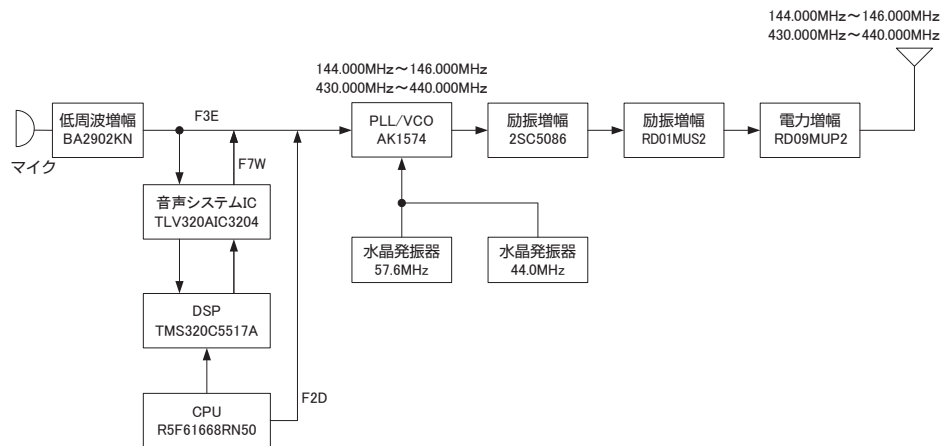 144.000MHz～146.000MHz
430.000MHz～440.000MHz
144.000MHz～146.000MHz
430.000MHz～440.000MHz
マイク
低周波増幅
BA2902KN
F3E
F7W
PLL/VCO
AK1574
励振増幅
2SC5086
励振増幅
RD01MUS2
電力増幅
RD09MUP2
音声システムIC
TLV320AIC3204
水晶発振器
57.6MHz
水晶発振器
44.0MHz
DSP
TMS320C5517A
F2D
CPU
R5F61668RN50